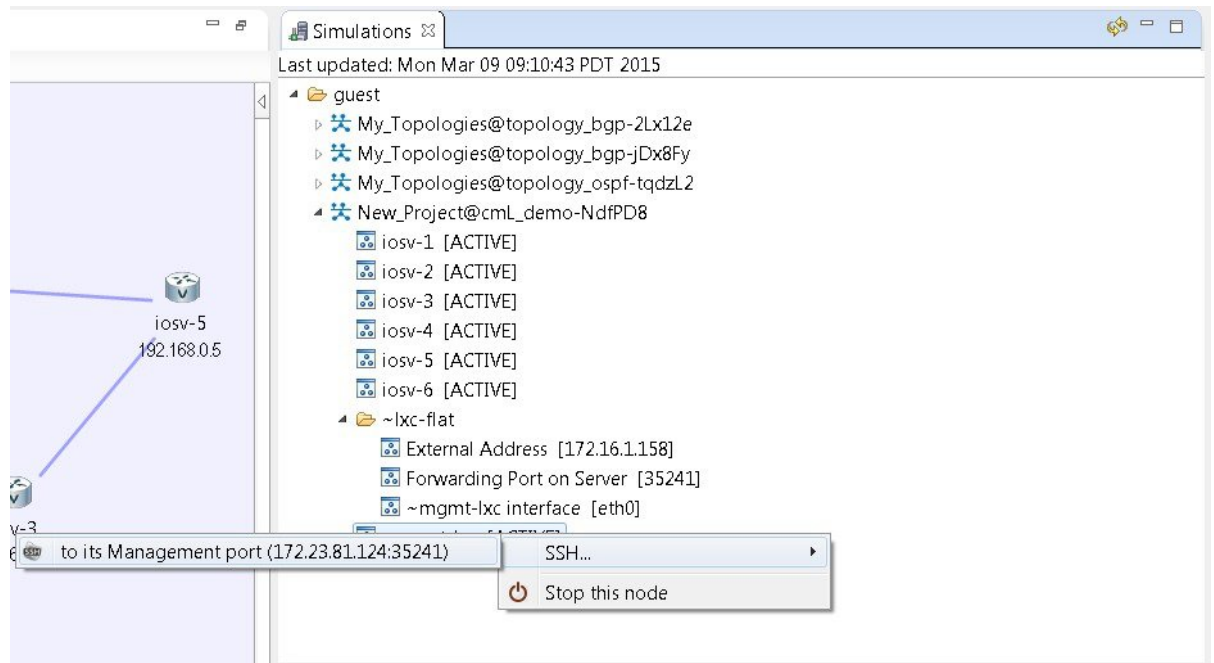 Simulations
Last updated: Mon Mar 09 09:10:43 PDT 2015
guest
My_Topologies@topology_bgp-2Lx12e
My_Topologies@topology_bgp-jDx8Fy
My_Topologies@topology_ospf-tqdzL2
New_Project@cmL_demo-NdfPD8
iosv-1 [ACTIVE]
iosv-2 [ACTIVE]
iosv-3 [ACTIVE]
iosv-4 [ACTIVE]
iosv-5 [ACTIVE]
iosv-6 [ACTIVE]
~lxc-flat
External Address [172.16.1.158]
Forwarding Port on Server [35241]
~mgmt-lxc interface [eth0]
[ACTIVE]
iosv-5
192.168.0.5
v-3
SSH...
to its Management port (172.23.81.124:35241)
Stop this node